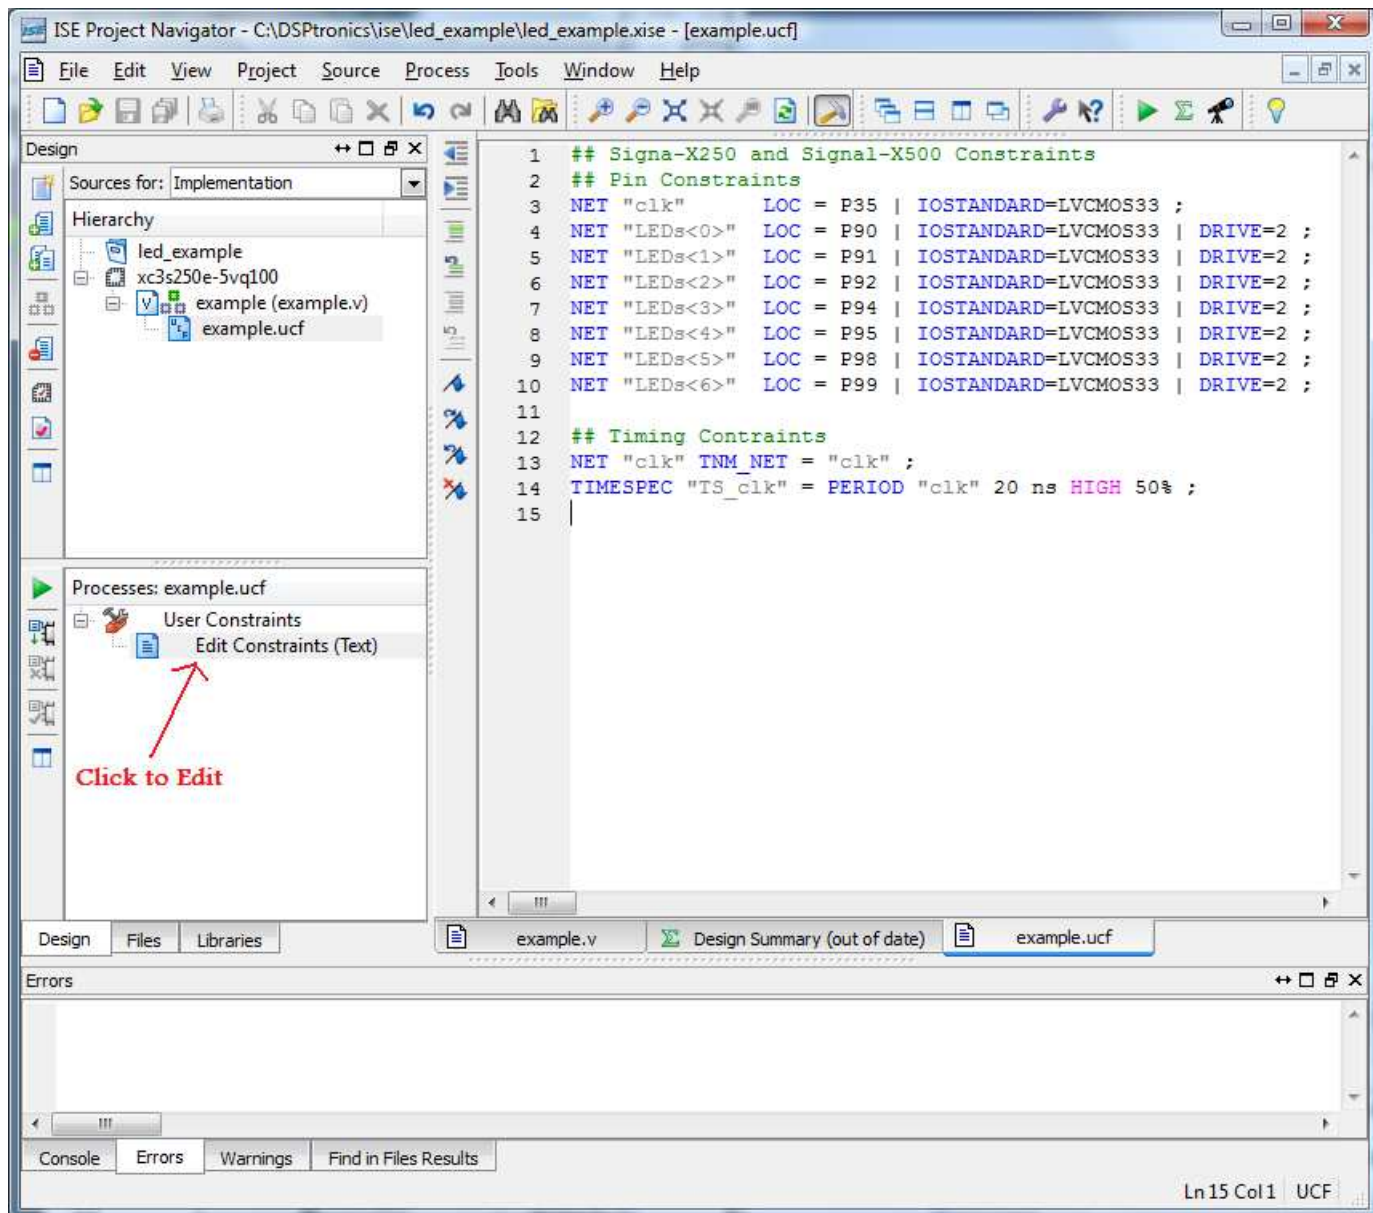 ISE Project Navigator - C:\DSPtronics\ise\led_example\led_example.xise - [example.ucf]
File Edit View Project Source Process Tools Window Help
Design
Sources for: Implementation
Hierarchy
led_example
xc3s250e-5vq100
example (example.v)
example.ucf
Processes: example.ucf
User Constraints
Edit Constraints (Text)
Click to Edit
Design Files Libraries
1 ## Signa-X250 and Signal-X500 Constraints
2 ## Pin Constraints
3 NET "clk" LOC = P35 | IOSTANDARD=LVCMOS33 ;
4 NET "LEDs<0>" LOC = P90 | IOSTANDARD=LVCMOS33 | DRIVE=2 ;
5 NET "LEDs<1>" LOC = P91 | IOSTANDARD=LVCMOS33 | DRIVE=2 ;
6 NET "LEDs<2>" LOC = P92 | IOSTANDARD=LVCMOS33 | DRIVE=2 ;
7 NET "LEDs<3>" LOC = P94 | IOSTANDARD=LVCMOS33 | DRIVE=2 ;
8 NET "LEDs<4>" LOC = P95 | IOSTANDARD=LVCMOS33 | DRIVE=2 ;
9 NET "LEDs<5>" LOC = P98 | IOSTANDARD=LVCMOS33 | DRIVE=2 ;
10 NET "LEDs<6>" LOC = P99 | IOSTANDARD=LVCMOS33 | DRIVE=2 ;
11
12 ## Timing Contraints
13 NET "clk" TNM_NET = "clk" ;
14 TIMESPEC "TS_clk" = PERIOD "clk" 20 ns HIGH 50% ;
15
example.v Design Summary (out of date) example.ucf
Errors
Console Errors Warnings Find in Files Results
Ln 15 Col 1 UCF